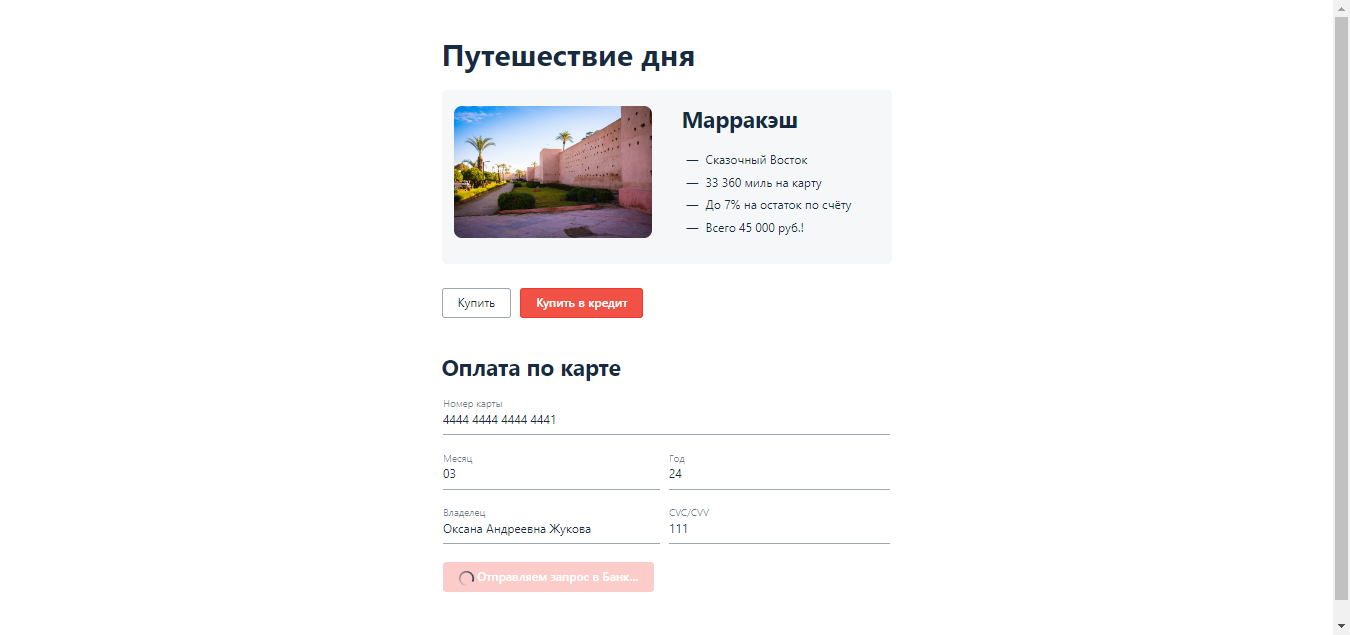 Путешествие дня
Марракэш
— Сказочный Восток
— 33 360 миль на карту
— До 7% на остаток по счёту
— Всего 45 000 руб.!
Купить
Купить в кредит
Оплата по карте
Номер карты
4444 4444 4444 4441
Месяц
Год
03
24
Владелец
CVC/CVV
Оксана Андреевна Жукова
111
Отправляем запрос в Банк...